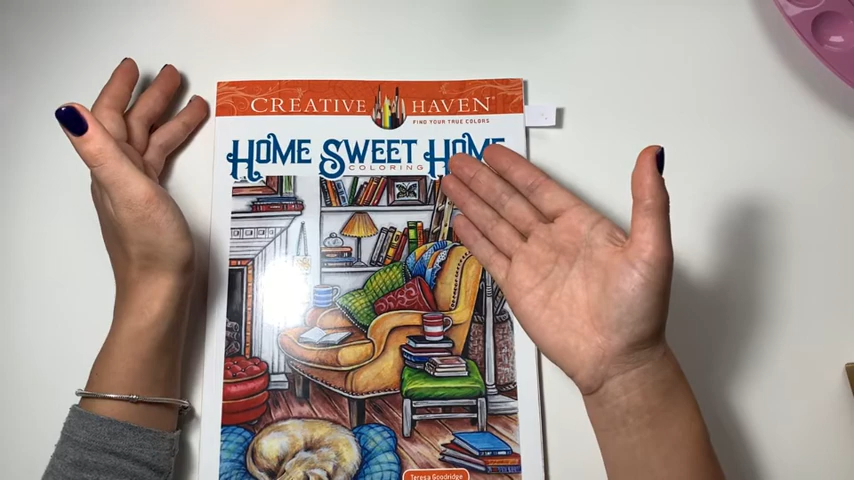 CREATIVE HAVEN
FIND YOUR TRUE COLORS
HOME SWEET HOME
COLORING
Teresa Goodridge